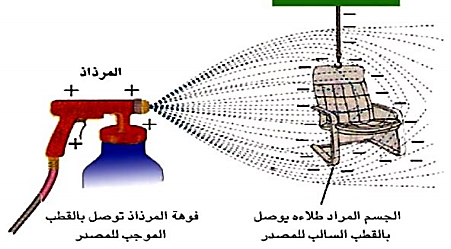 المرذاذ
فوهة المرذاذ توصل بالقطب
الموجب للمصدر
الجسم المراد طلاءه يوصل
بالقطب السالب للمصدر